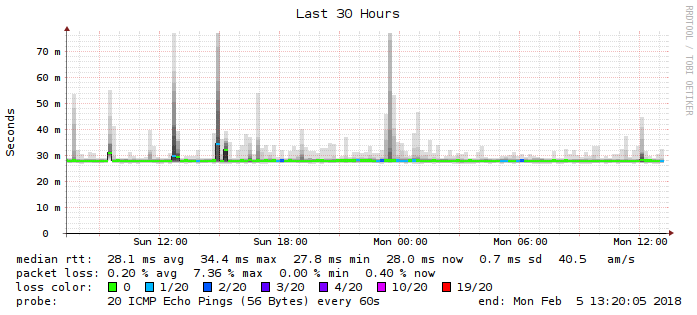 Last 30 Hours
RRDTOOL / TOBI OETIKER
Seconds
70 m
60 m
50 m
40 m
30 m
20 m
10 m
0
Sun 12:00 Sun 18:00 Mon 00:00 Mon 06:00 Mon 12:00
median rtt: 28.1 ms avg 34.4 ms max 27.8 ms min 28.0 ms now 0.7 ms sd 40.5 am/s
packet loss: 0.20 % avg 7.36 % max 0.00 % min 0.40 % now
loss color: 0 1/20 2/20 3/20 4/20 10/20 19/20
probe: 20 ICMP Echo Pings (56 Bytes) every 60s end: Mon Feb 5 13:20:05 2018